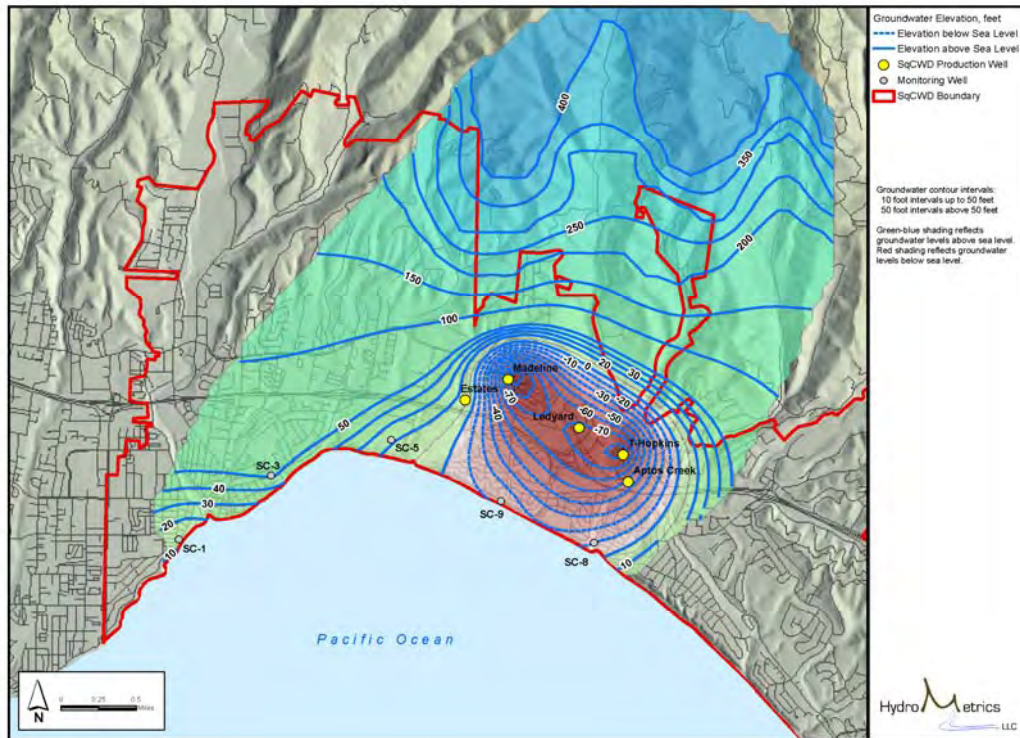 400
350
250
200
150
100
-10
0
20
30
Madeline
-30
-20
Estates
-70
-40
-60
-50
Ledyard
-70
50
T-Hopkins
SC-5
Aptos Creek
SC-3
40
30
SC-9
20
SC-1
SC-8
10
10
Pacific Ocean
N
0 0.25 0.5
Miles
Groundwater Elevation, feet
Elevation below Sea Level
Elevation above Sea Level
SqCWD Production Well
Monitoring Well
SqCWD Boundary
Groundwater contour intervals:
10 foot intervals up to 50 feet
50 foot intervals above 50 feet
Green-blue shading reflects
groundwater levels above sea level.
Red shading reflects groundwater
levels below sea level.
Hydro Metrics
LLC